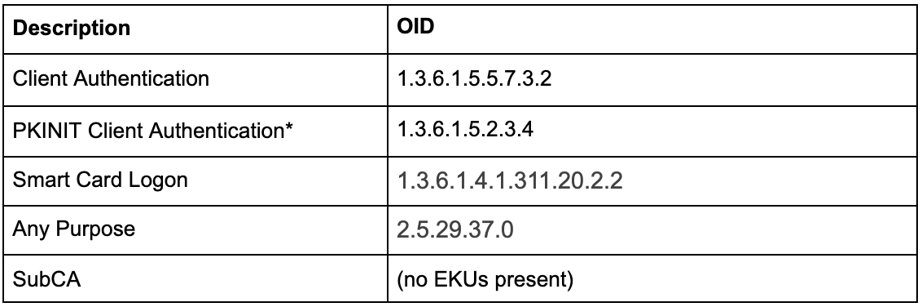 Description OID
Client Authentication 1.3.6.1.5.5.7.3.2
PKINIT Client Authentication* 1.3.6.1.5.2.3.4
Smart Card Logon 1.3.6.1.4.1.311.20.2.2
Any Purpose 2.5.29.37.0
SubCA (no EKUs present)